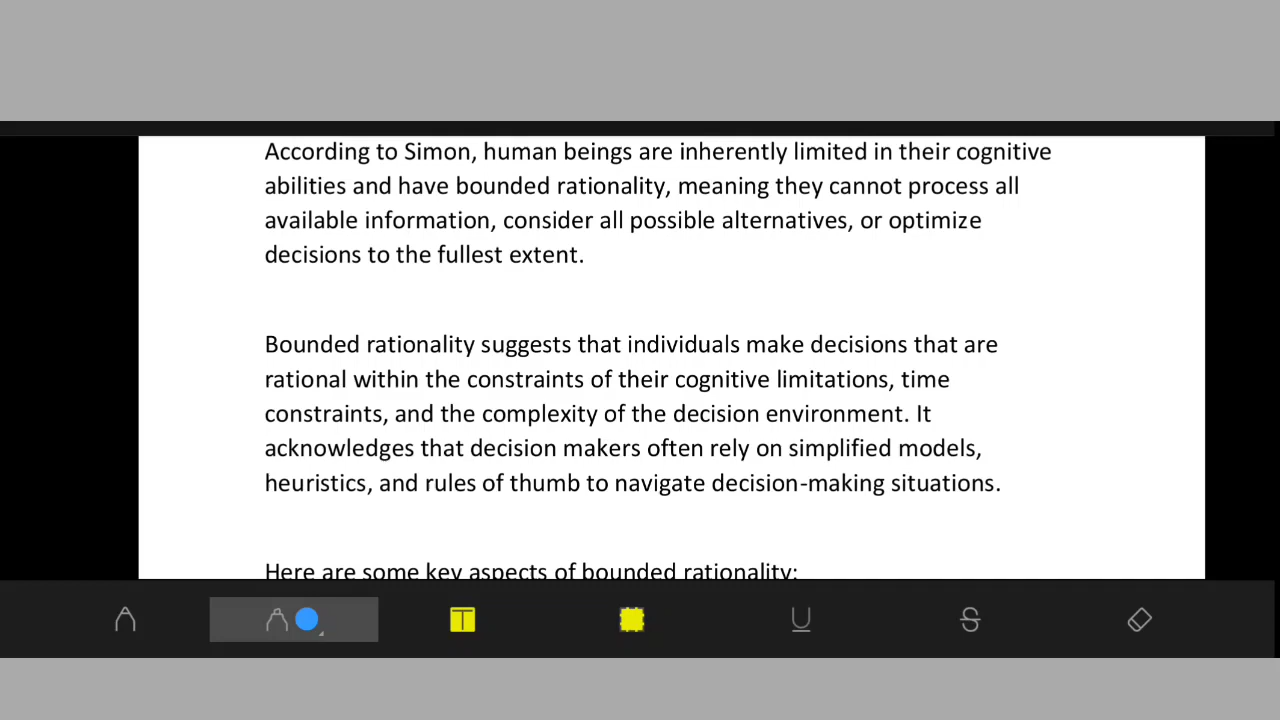 According to Simon, human beings are inherently limited in their cognitive
abilities and have bounded rationality, meaning they cannot process all
available information, consider all possible alternatives, or optimize
decisions to the fullest extent.
Bounded rationality suggests that individuals make decisions that are
rational within the constraints of their cognitive limitations, time
constraints, and the complexity of the decision environment. It
acknowledges that decision makers often rely on simplified models,
heuristics, and rules of thumb to navigate decision-making situations.
Here are some key aspects of bounded rationality:
T
U
S